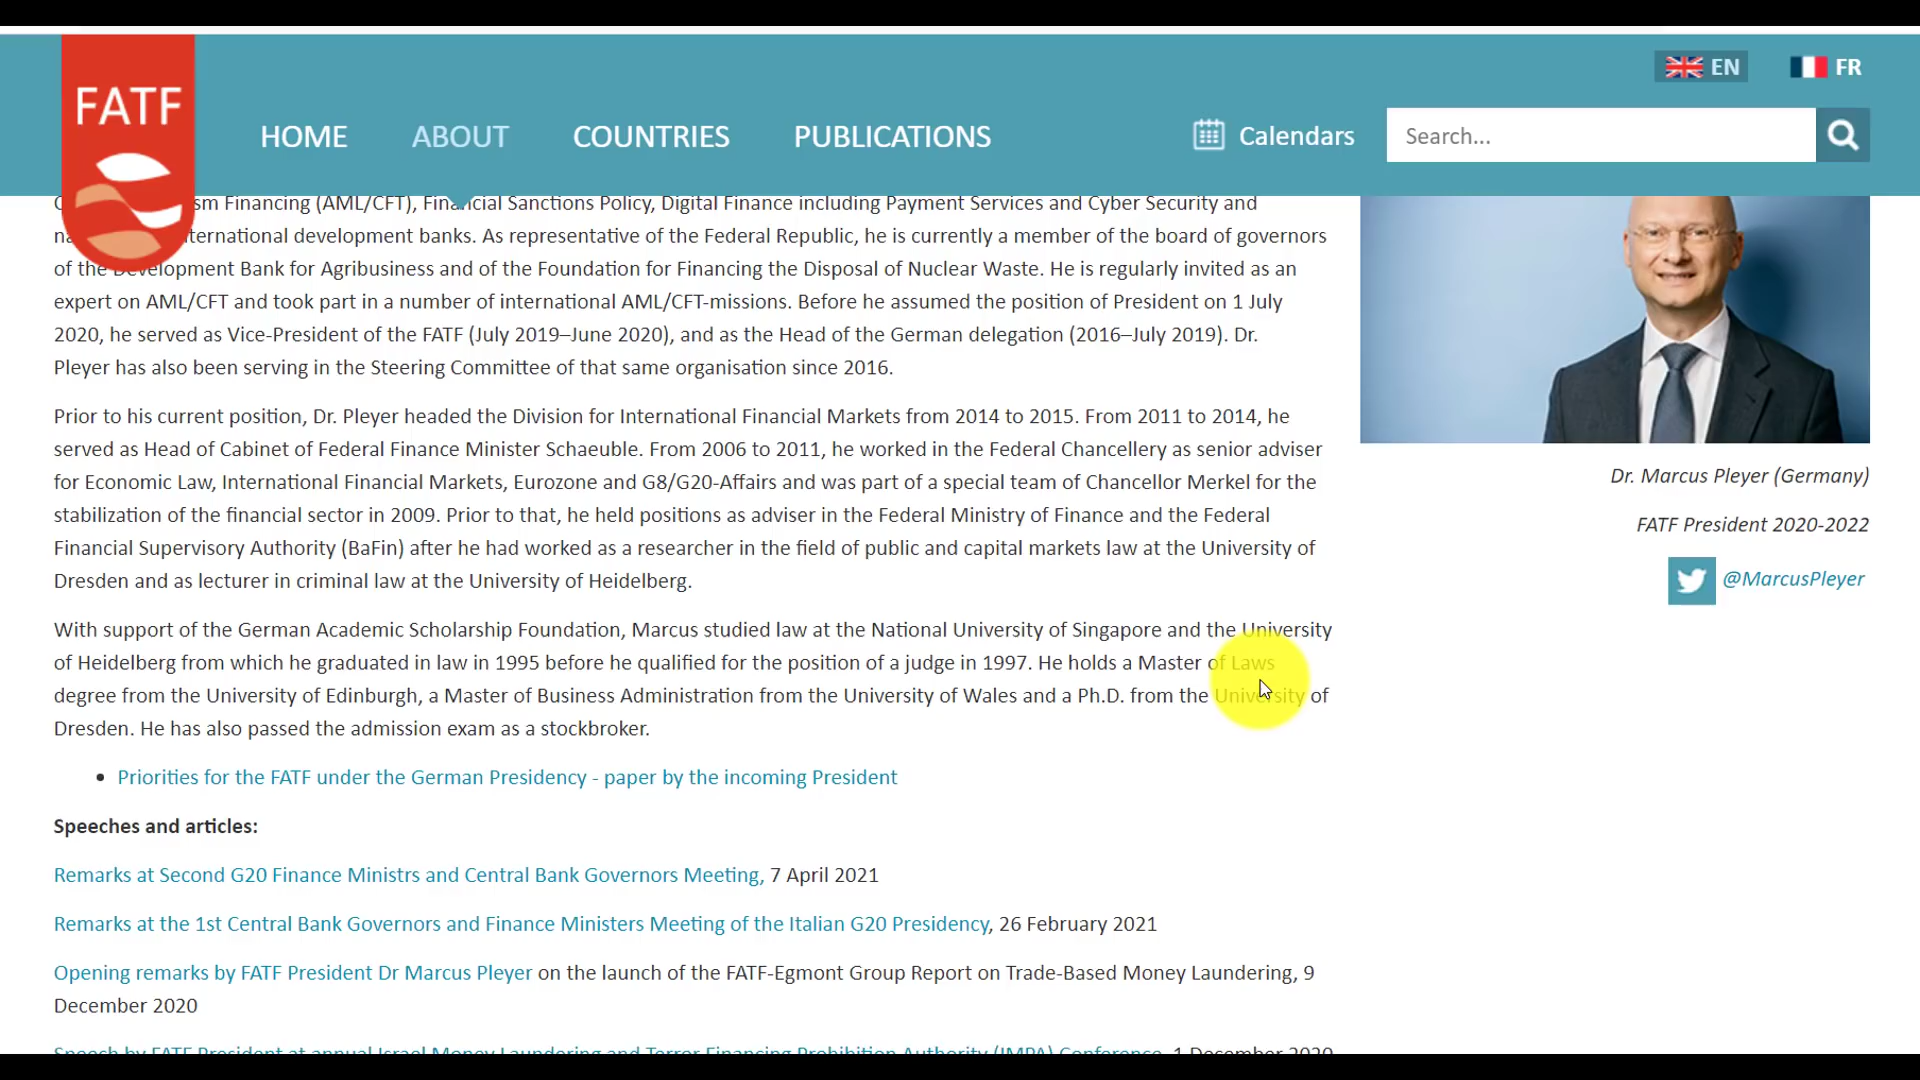 EN
FR
FATF
HOME
ABOUT
COUNTRIES
PUBLICATIONS
Calendars
Search...
sm Financing (AML/CFT), Financial Sanctions Policy, Digital Finance including Payment Services and Cyber Security and
ternational development banks. As representative of the Federal Republic, he is currently a member of the board of governors
of the Development Bank for Agribusiness and of the Foundation for Financing the Disposal of Nuclear Waste. He is regularly invited as an
expert on AML/CFT and took part in a number of international AML/CFT-missions. Before he assumed the position of President on 1 July
2020, he served as Vice-President of the FATF (July 2019–June 2020), and as the Head of the German delegation (2016–July 2019). Dr.
Pleyer has also been serving in the Steering Committee of that same organisation since 2016.
Prior to his current position, Dr. Pleyer headed the Division for International Financial Markets from 2014 to 2015. From 2011 to 2014, he
served as Head of Cabinet of Federal Finance Minister Schaeuble. From 2006 to 2011, he worked in the Federal Chancellery as senior adviser
for Economic Law, International Financial Markets, Eurozone and G8/G20-Affairs and was part of a special team of Chancellor Merkel for the
stabilization of the financial sector in 2009. Prior to that, he held positions as adviser in the Federal Ministry of Finance and the Federal
Financial Supervisory Authority (BaFin) after he had worked as a researcher in the field of public and capital markets law at the University of
Dresden and as lecturer in criminal law at the University of Heidelberg.
With support of the German Academic Scholarship Foundation, Marcus studied law at the National University of Singapore and the University
of Heidelberg from which he graduated in law in 1995 before he qualified for the position of a judge in 1997. He holds a Master of Laws
degree from the University of Edinburgh, a Master of Business Administration from the University of Wales and a Ph.D. from the University of
Dresden. He has also passed the admission exam as a stockbroker.
• Priorities for the FATF under the German Presidency - paper by the incoming President
Speeches and articles:
Remarks at Second G20 Finance Ministrs and Central Bank Governors Meeting, 7 April 2021
Remarks at the 1st Central Bank Governors and Finance Ministers Meeting of the Italian G20 Presidency, 26 February 2021
Opening remarks by FATF President Dr Marcus Pleyer on the launch of the FATF-Egmont Group Report on Trade-Based Money Laundering, 9
December 2020
Speech by FATF President at annual Israel Money Laundering and Terror Financing Prohibition Authority (IMPA) Conference, 1 December 2020
Dr. Marcus Pleyer (Germany)
FATF President 2020-2022
@MarcusPleyer